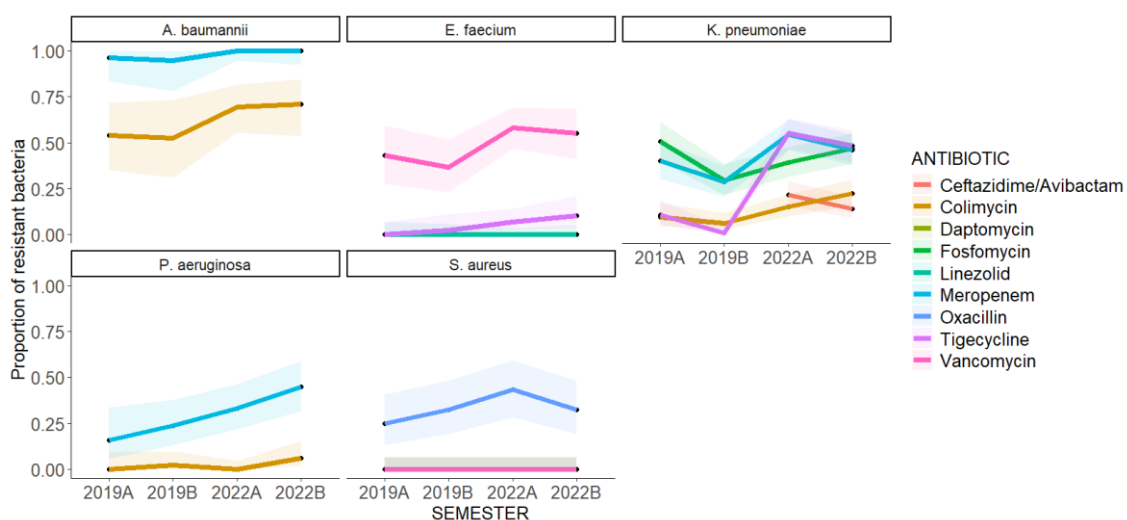 A. baumannii
E. faecium
K. pneumoniae
1.00
0.75
0.50
0.25
0.00
2019A 2019B 2022A 2022B
P. aeruginosa
S. aureus
1.00
0.75
0.50
0.25
0.00
2019A 2019B 2022A 2022B
2019A 2019B 2022A 2022B
SEMESTER
Proportion of resistant bacteria
ANTIBIOTIC
Ceftazidime/Avibactam
Colimycin
Daptomycin
Fosfomycin
Linezolid
Meropenem
Oxacillin
Tigecycline
Vancomycin